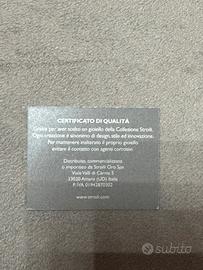 CERTIFICATO DI QUALITÀ
Grazie per aver scelto un gioiello della Collezione Stroili.
Ogni creazione è sinonimo di design, stile ed innovazione.
Per mantenere inalterato il proprio gioiello
evitare il contatto con agenti corrosivi
Distribuito, commercializzato
o importato da Stroili Oro Spa
Viale Valli di Carnia 5
33020 Amaro (UD) Italia
P. IVA 01942870302
www.stroili.com
subito